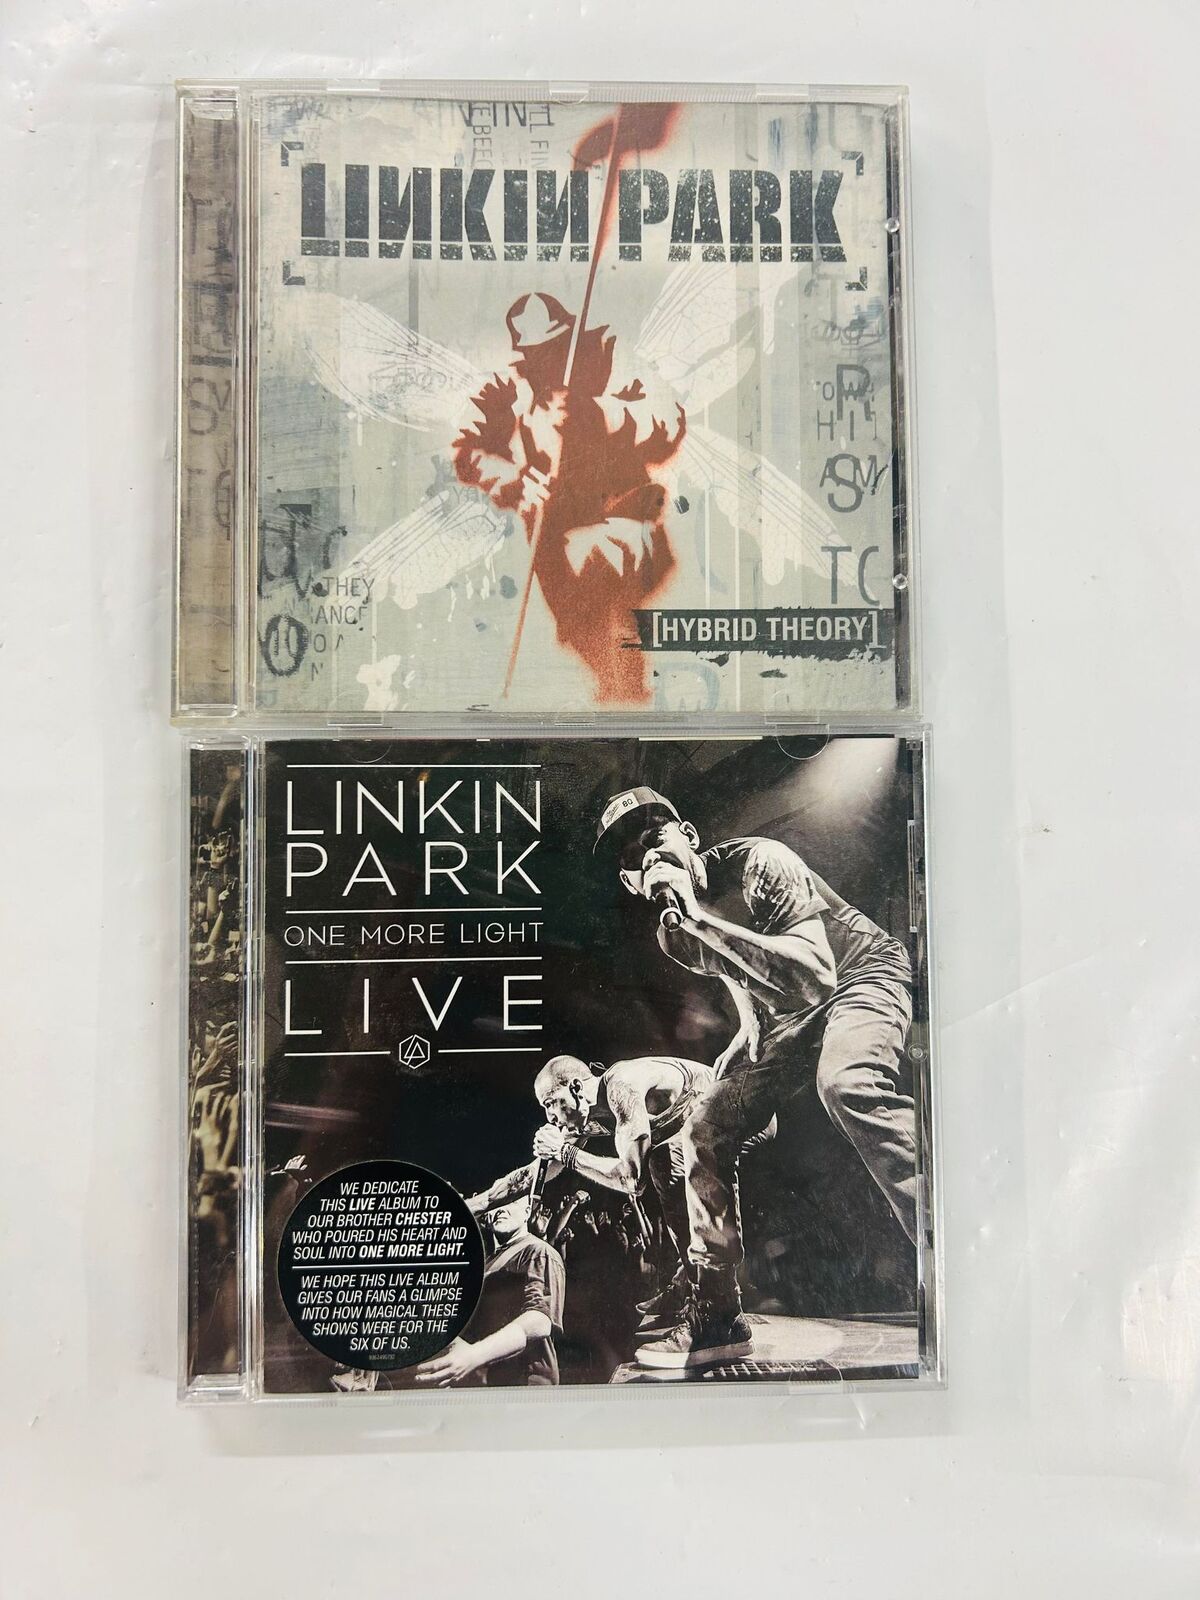 LINKIN PARK
THEY
[HYBRID THEORY]
LINKIN
PARK
ONE MORE LIGHT
LIVE
WE DEDICATE
THIS LIVE ALBUM TO
OUR BROTHER CHESTER
WHO POURED HIS HEART AND
SOUL INTO ONE MORE LIGHT.
WE HOPE THIS LIVE ALBUM
GIVES OUR FANS A GLIMPSE
INTO HOW MAGICAL THESE
SHOWS WERE FOR THE
SIX OF US.